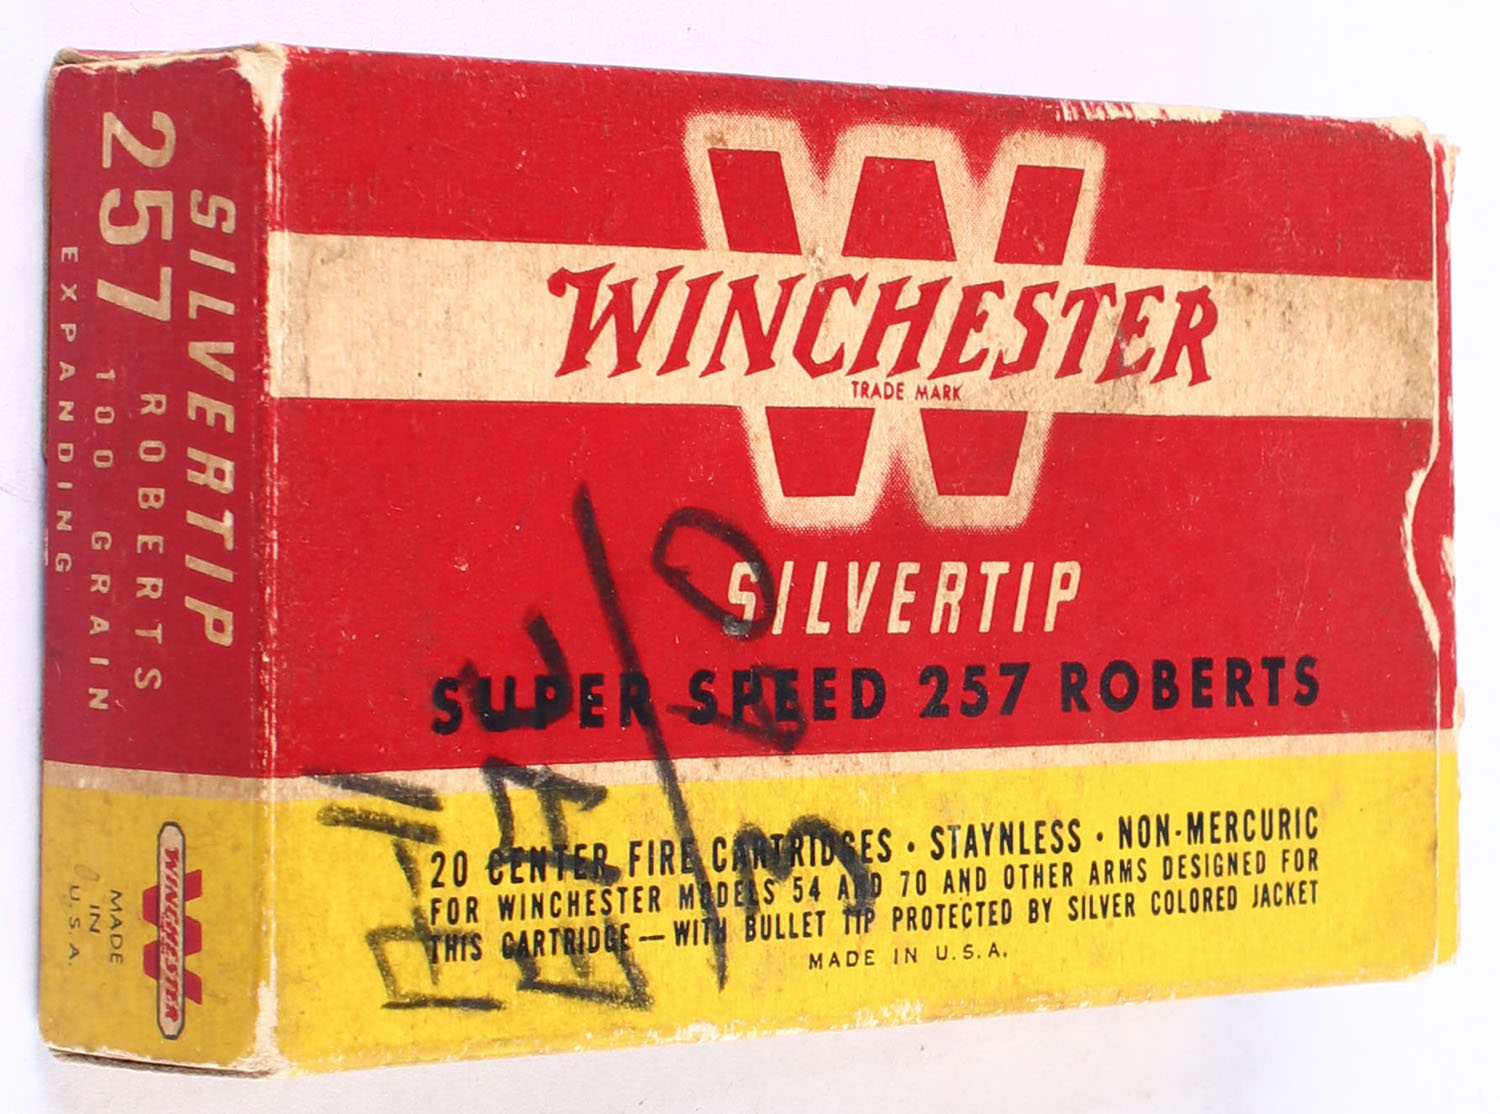 WINCHESTER
TRADE MARK
SILVERTIP
SUPER SPEED 257 ROBERTS
20 CENTER FIRE CARTRIDGES · STAYNLESS · NON-MERCURIC
FOR WINCHESTER MODELS 54 AND 70 AND OTHER ARMS DESIGNED FOR
THIS CARTRIDGE — WITH BULLET TIP PROTECTED BY SILVER COLORED JACKET
MADE IN U.S.A.
SILVERTIP
257 ROBERTS
100 GRAIN
EXPANDING
W
WINCHESTER
MADE
IN
U.S.A.